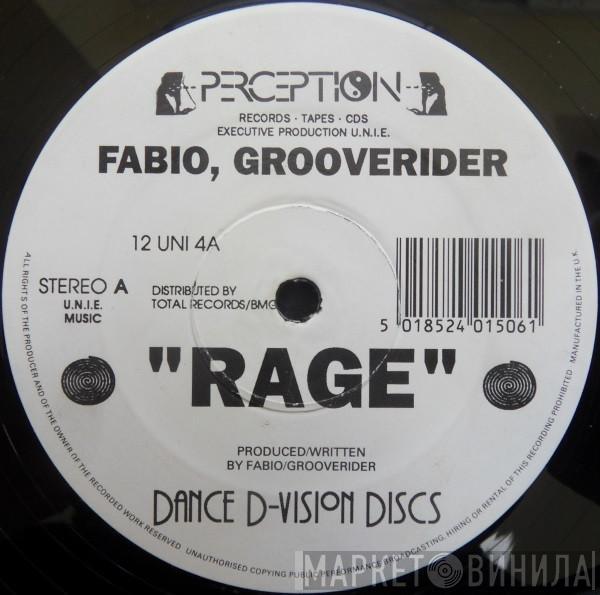 PERCEPTION
RECORDS · TAPES · CDS
EXECUTIVE PRODUCTION U.N.I.E.
FABIO, GROOVERIDER
12 UNI 4A
STEREO A
U.N.I.E.
MUSIC
DISTRIBUTED BY
TOTAL RECORDS/BMG
5 018524 015061
"RAGE"
PRODUCED/WRITTEN
BY FABIO/GROOVERIDER
DANCE D-VISION DISCS
ALL RIGHTS OF THE PRODUCER AND OF THE OWNER OF THE RECORDED WORK RESERVED. UNAUTHORISED COPYING PUBLIC PERFORMANCE BROADCASTING, HIRING OR RENTAL OF THIS RECORDING PROHIBITED · MANUFACTURED IN THE U.K.
МАРКЕТ ВИНИЛА